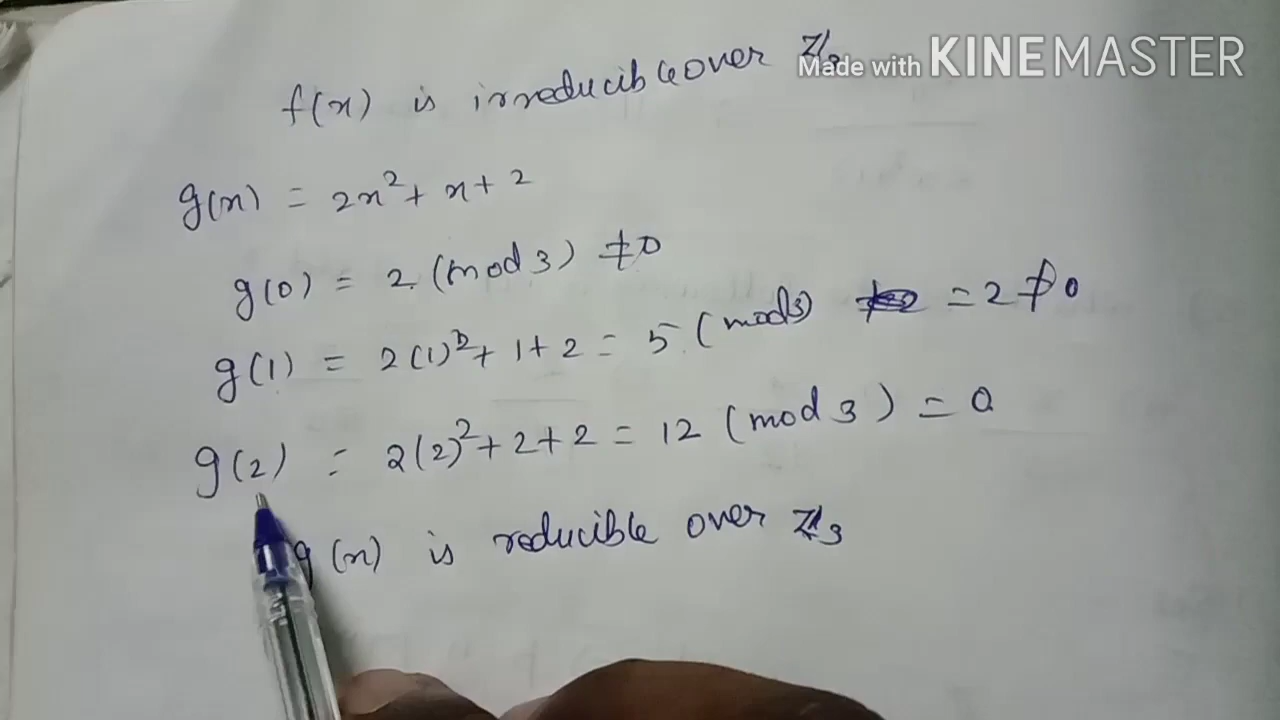 Made with KINEMASTER
f(x) is irreducible over ℤ₃
g(x) = 2x² + x + 2
g(0) = 2 (mod 3) ≠ 0
g(1) = 2(1)² + 1 + 2 = 5 (mod 3) = 2 ≠ 0
g(2) = 2(2)² + 2 + 2 = 12 (mod 3) = 0
g(x) is reducible over ℤ₃